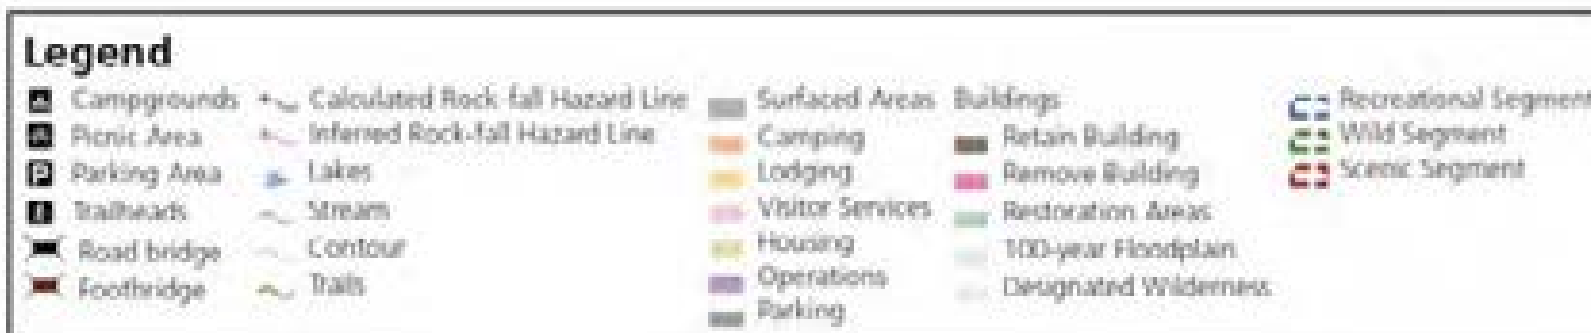 Legend
Campgrounds
Picnic Area
P Parking Area
Trailheads
Road bridge
Footbridge
Calculated Rock-fall Hazard Line
Inferred Rock-fall Hazard Line
Lakes
Stream
Contour
Trails
Surfaced Areas
Camping
Lodging
Visitor Services
Housing
Operations
Parking
Buildings
Retain Building
Remove Building
Restoration Areas
100-year Floodplain
Designated Wilderness
Recreational Segment
Wild Segment
Scenic Segment